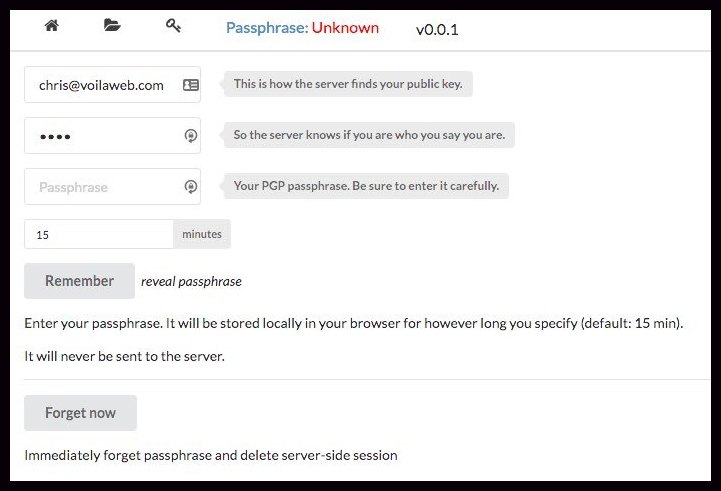 Passphrase: Unknown v0.0.1
chris@voilaweb.com This is how the server finds your public key.
•••• So the server knows if you are who you say you are.
Passphrase Your PGP passphrase. Be sure to enter it carefully.
15 minutes
Remember reveal passphrase
Enter your passphrase. It will be stored locally in your browser for however long you specify (default: 15 min).
It will never be sent to the server.
Forget now
Immediately forget passphrase and delete server-side session